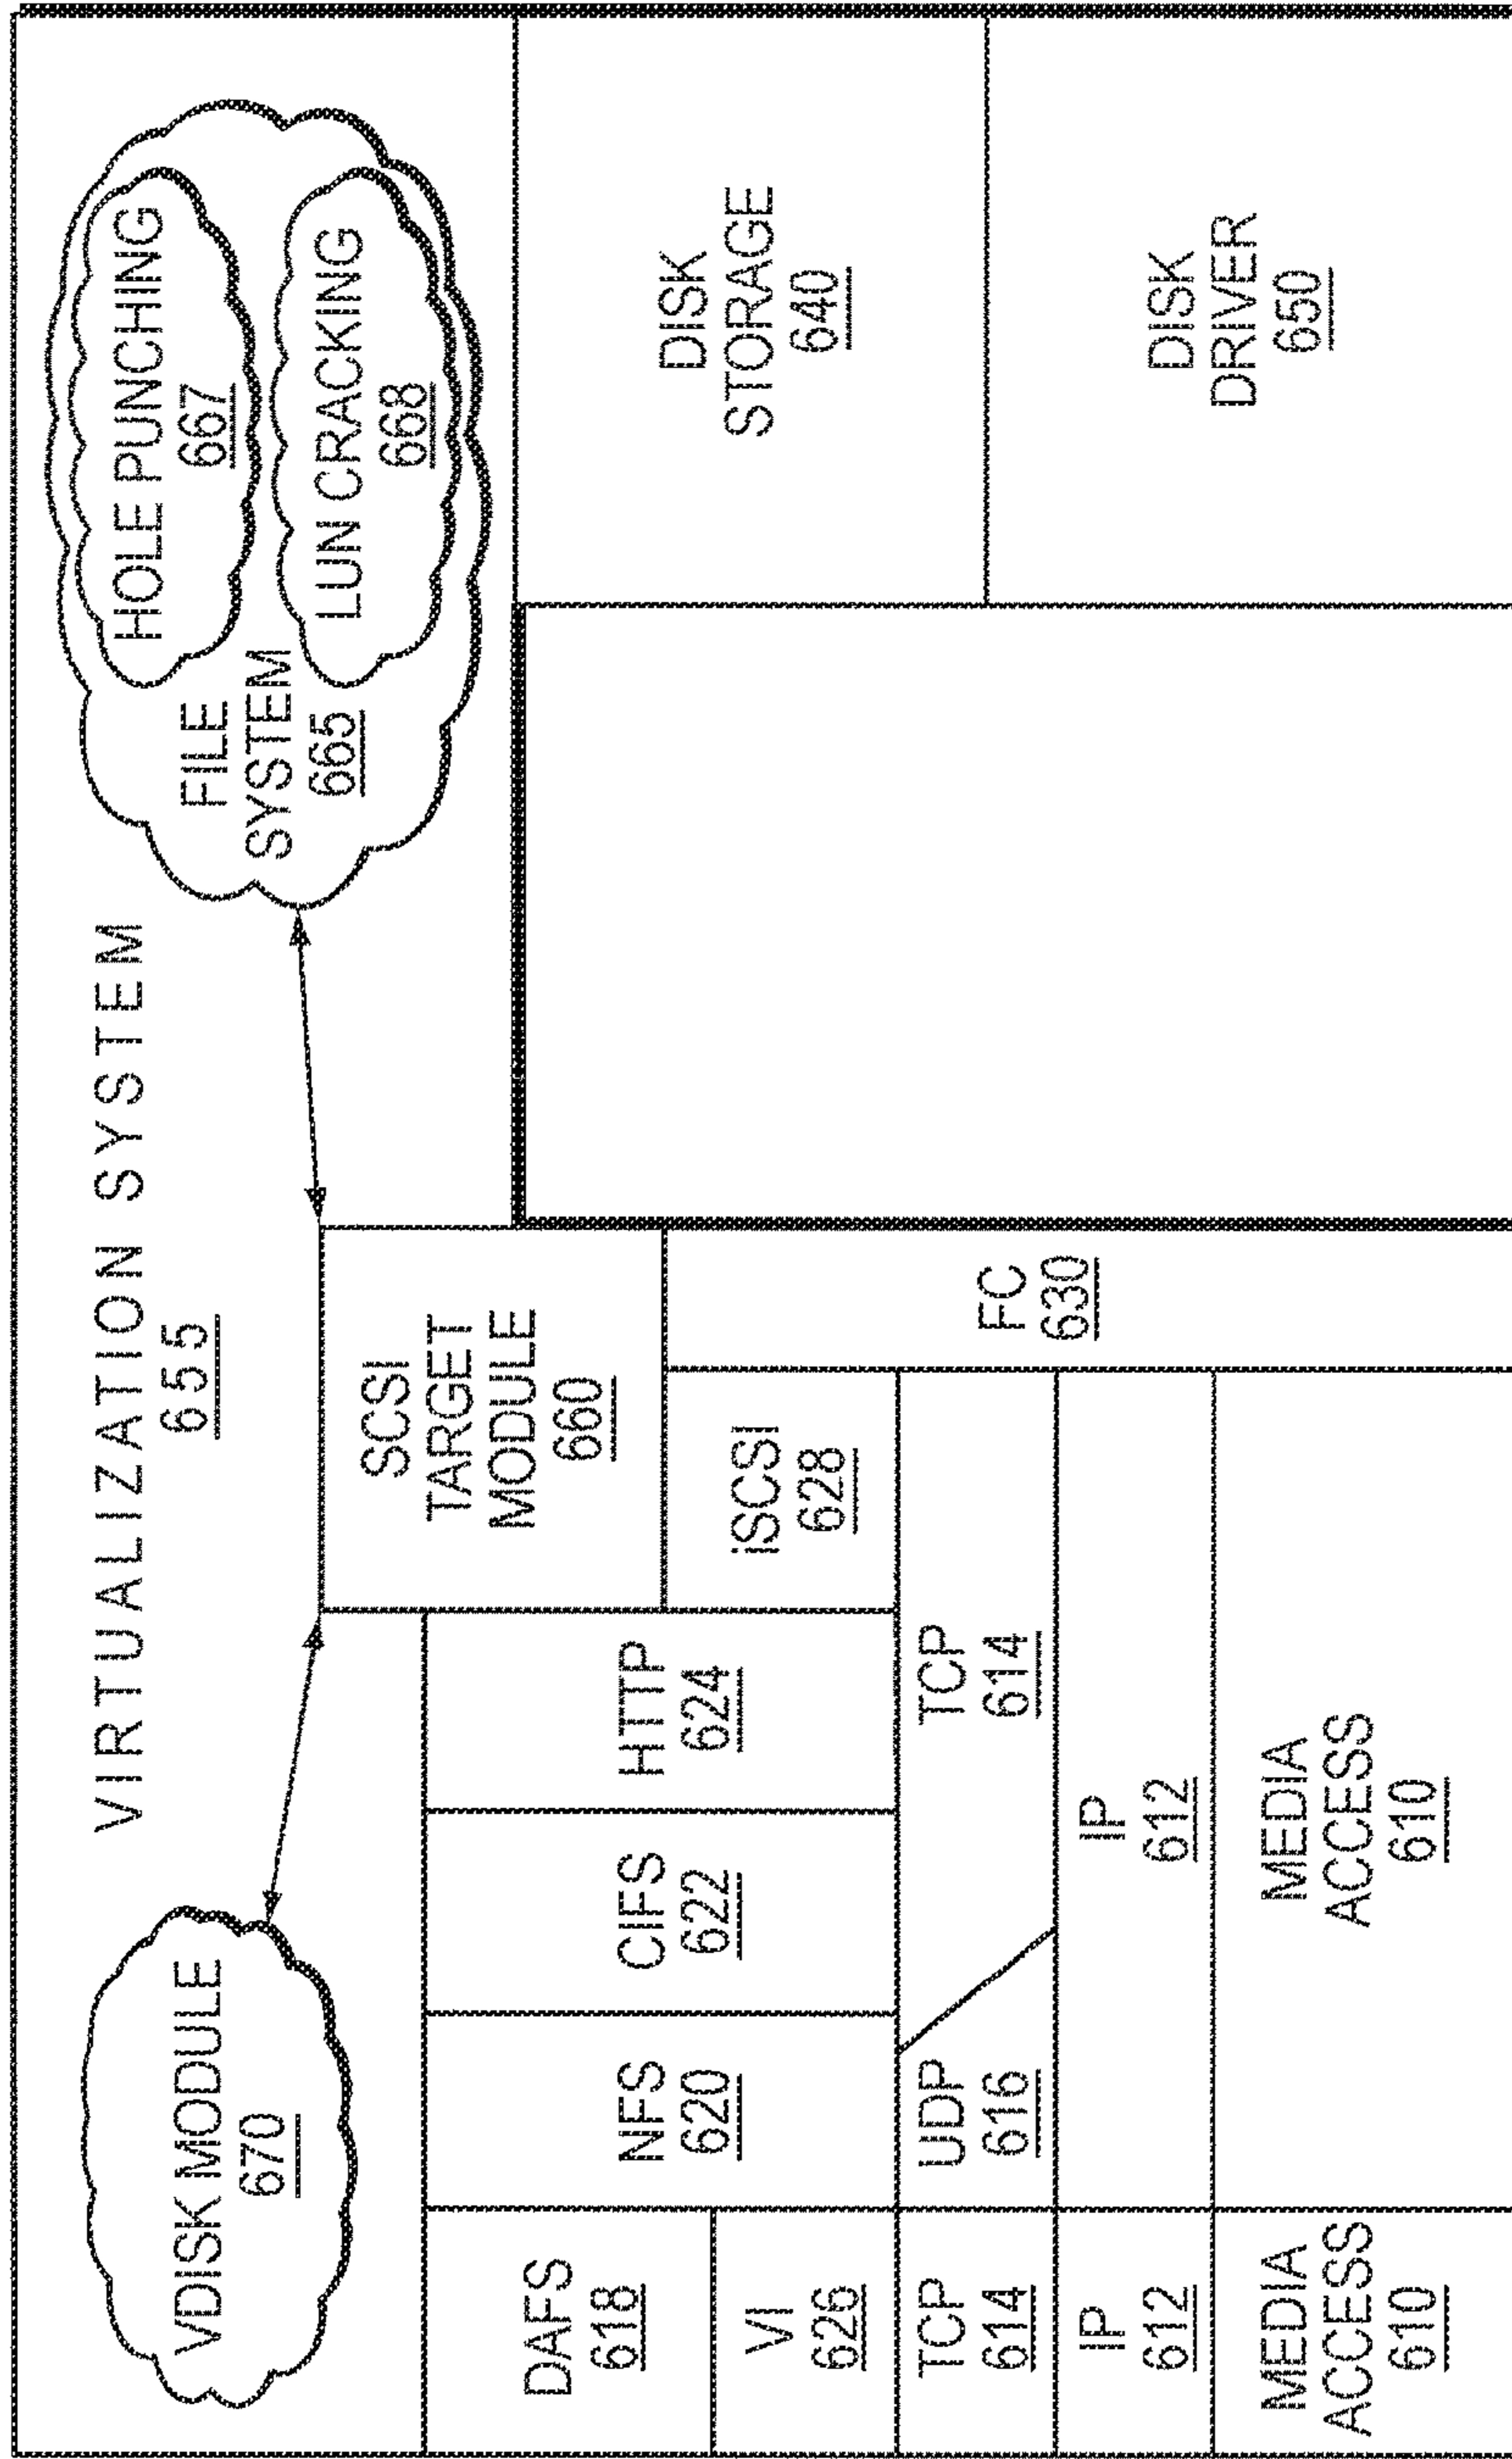 VIRTUALIZATION SYSTEM
655
VDISK MODULE
670
FILE
SYSTEM
665
HOLE PUNCHING
667
LUN CRACKING
668
SCSI
TARGET
MODULE
660
DAFS
618
VI
626
TCP
614
IP
612
MEDIA
ACCESS
610
NFS
620
CIFS
622
HTTP
624
iSCSI
628
UDP
616
TCP
614
IP
612
MEDIA
ACCESS
610
FC
630
DISK
STORAGE
640
DISK
DRIVER
650